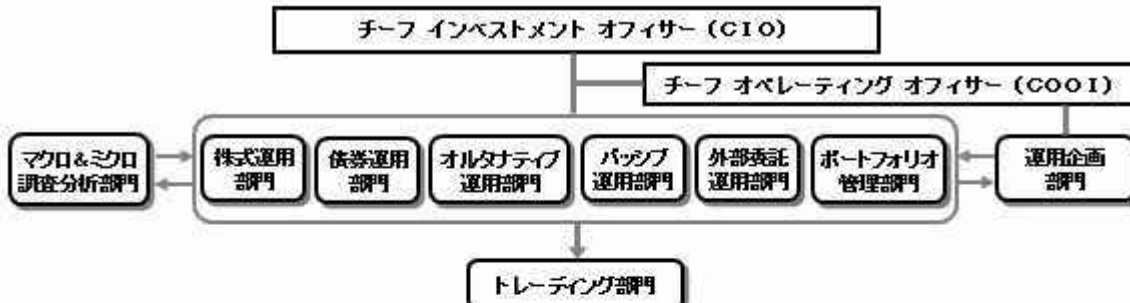 チーフ インベストメント オフィサー (CIO)
チーフ オペレーティング オフィサー (COOI)
マクロ&ミクロ
調査分析部門
株式運用
部門
債券運用
部門
オルタナティブ
運用部門
パッシブ
運用部門
外部委託
運用部門
ポートフォリオ
管理部門
運用企画
部門
トレーディング部門